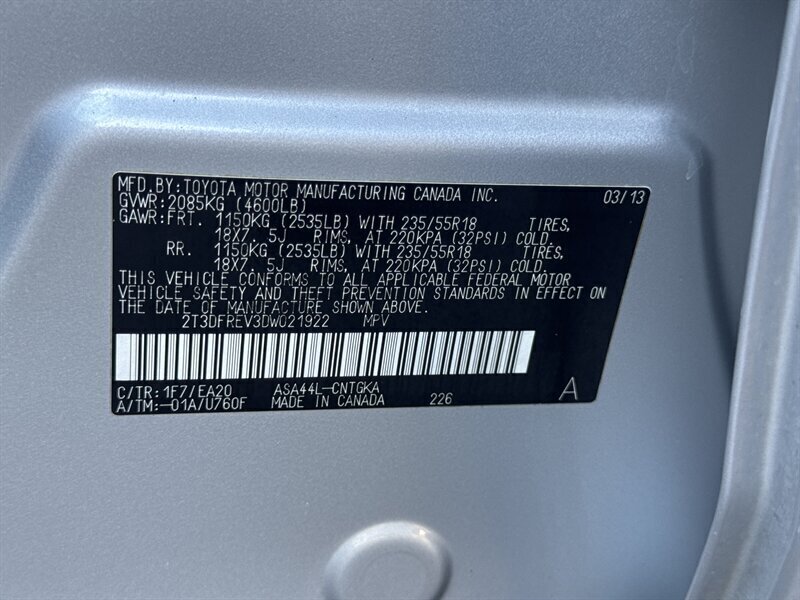 MFD.BY:TOYOTA MOTOR MANUFACTURING CANADA INC. 03/13
GVWR:2085KG (4600LB)
GAWR:FRT. 1150KG (2535LB) WITH 235/55R18 TIRES,
18X7. 5J RIMS, AT 220KPA (32PSI) COLD.
RR. 1150KG (2535LB) WITH 235/55R18 TIRES,
18X7. 5J RIMS, AT 220KPA (32PSI) COLD.
THIS VEHICLE CONFORMS TO ALL APPLICABLE FEDERAL MOTOR
VEHICLE SAFETY AND THEFT PREVENTION STANDARDS IN EFFECT ON
THE DATE OF MANUFACTURE SHOWN ABOVE.
2T3DFREV3DW021922 MPV
C/TR:1F7/EA20 ASA44L-CNTGKA
A/TM:-01A/U760F MADE IN CANADA 226 A